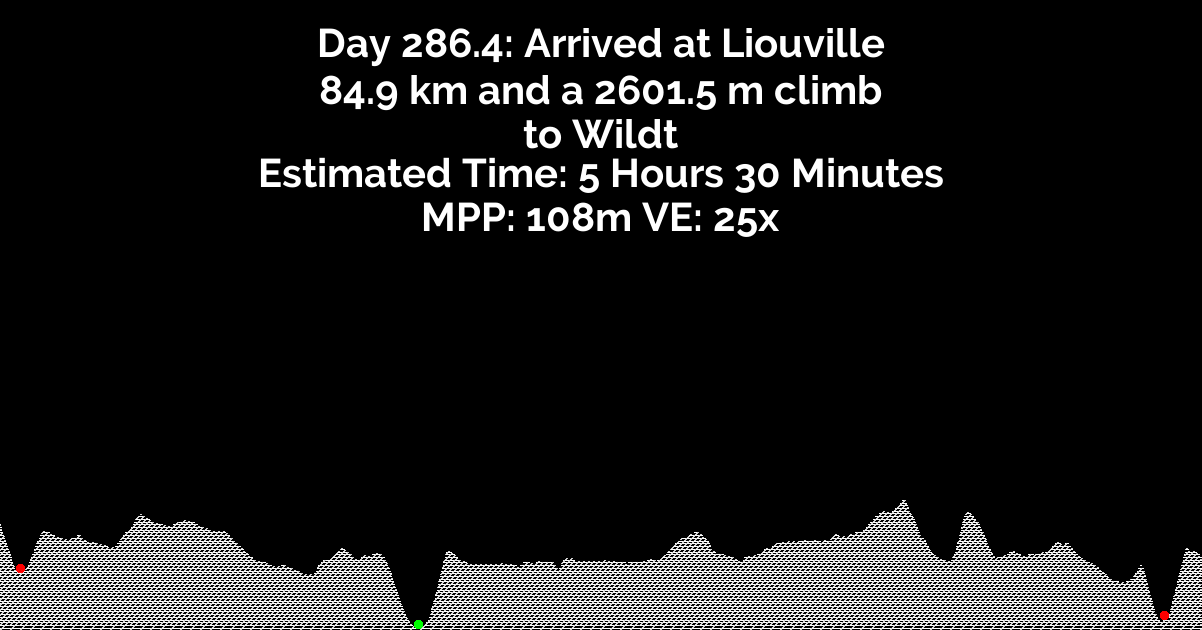 Day 286.4: Arrived at Liouville
84.9 km and a 2601.5 m climb
to Wildt
Estimated Time: 5 Hours 30 Minutes
MPP: 108m VE: 25x